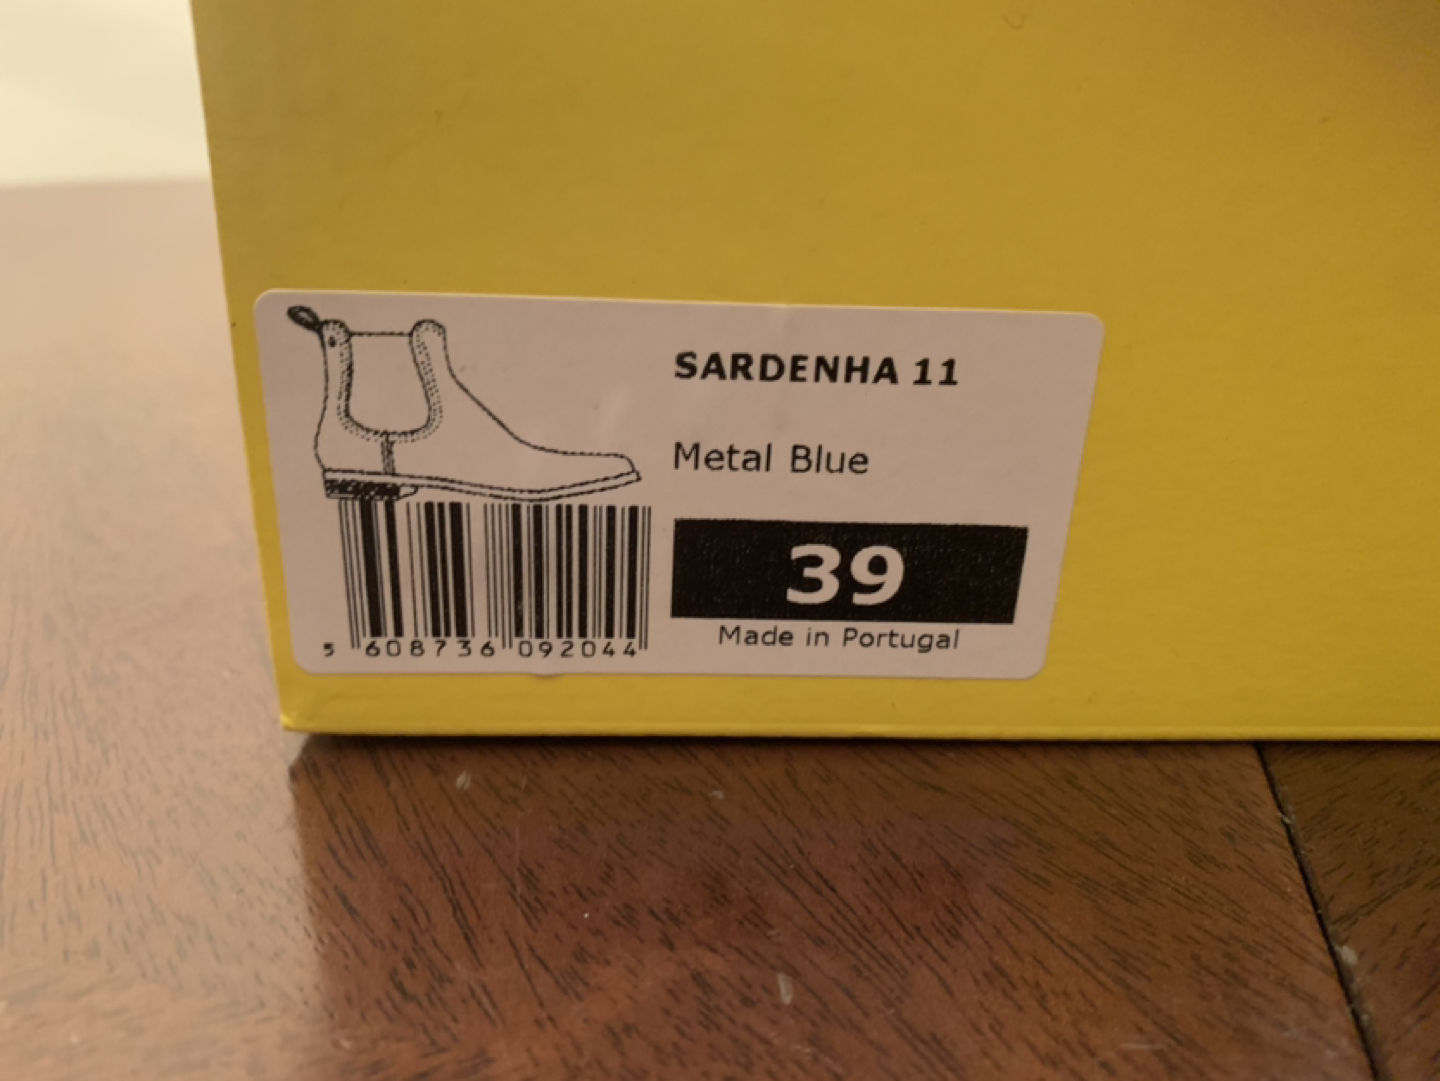 SARDENHA 11
Metal Blue
39
Made in Portugal
5 608736 092044